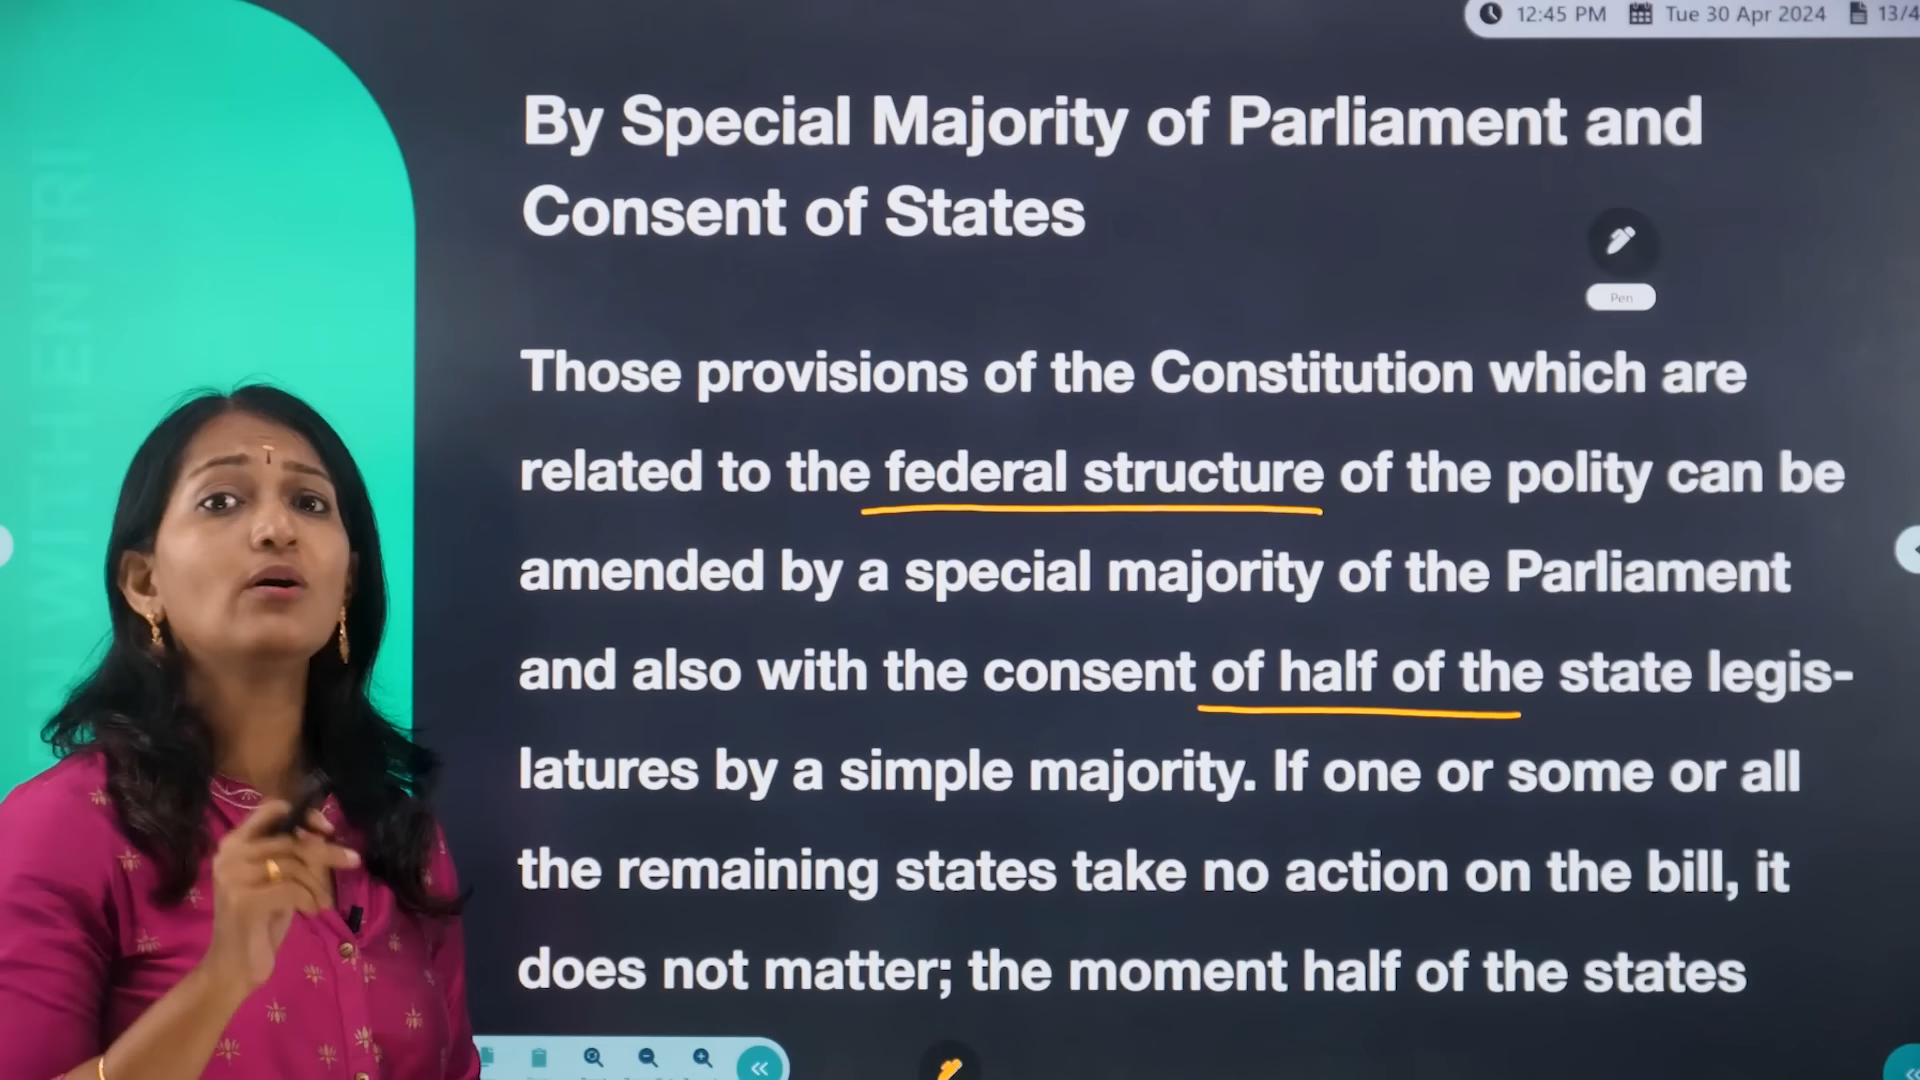 12:45 PM Tue 30 Apr 2024 13/4
By Special Majority of Parliament and
Consent of States
Pen
Those provisions of the Constitution which are
related to the federal structure of the polity can be
amended by a special majority of the Parliament
and also with the consent of half of the state legis-
latures by a simple majority. If one or some or all
the remaining states take no action on the bill, it
does not matter; the moment half of the states
WITH ENTRI